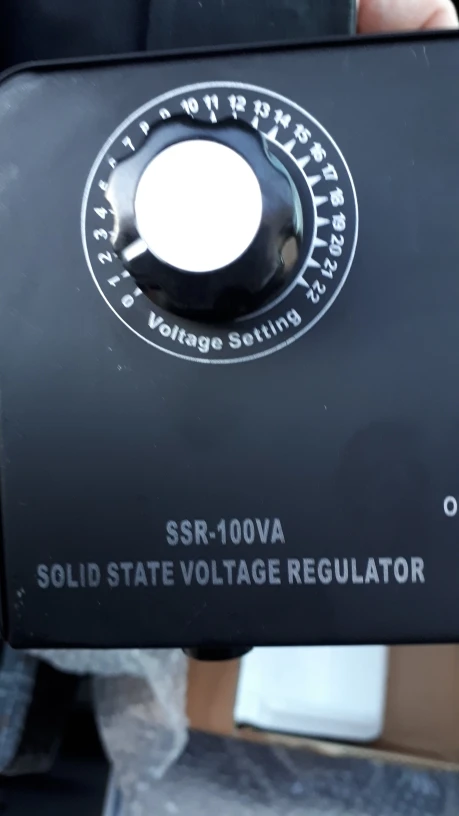 0 1 2 3 4 5 6 7 8 9 10 11 12 13 14 15 16 17 18 19 20 21 22
Voltage Setting
O
SSR-100VA
SOLID STATE VOLTAGE REGULATOR